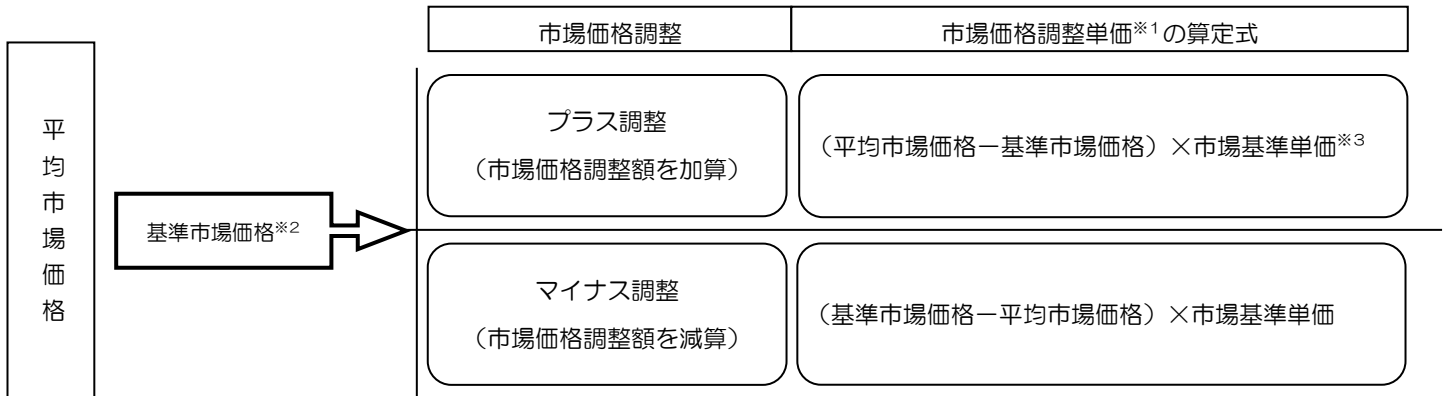 市場価格調整
市場価格調整単価※1の算定式
平均市場価格
基準市場価格※2
プラス調整
（市場価格調整額を加算）
（平均市場価格－基準市場価格）×市場基準単価※3
マイナス調整
（市場価格調整額を減算）
（基準市場価格－平均市場価格）×市場基準単価